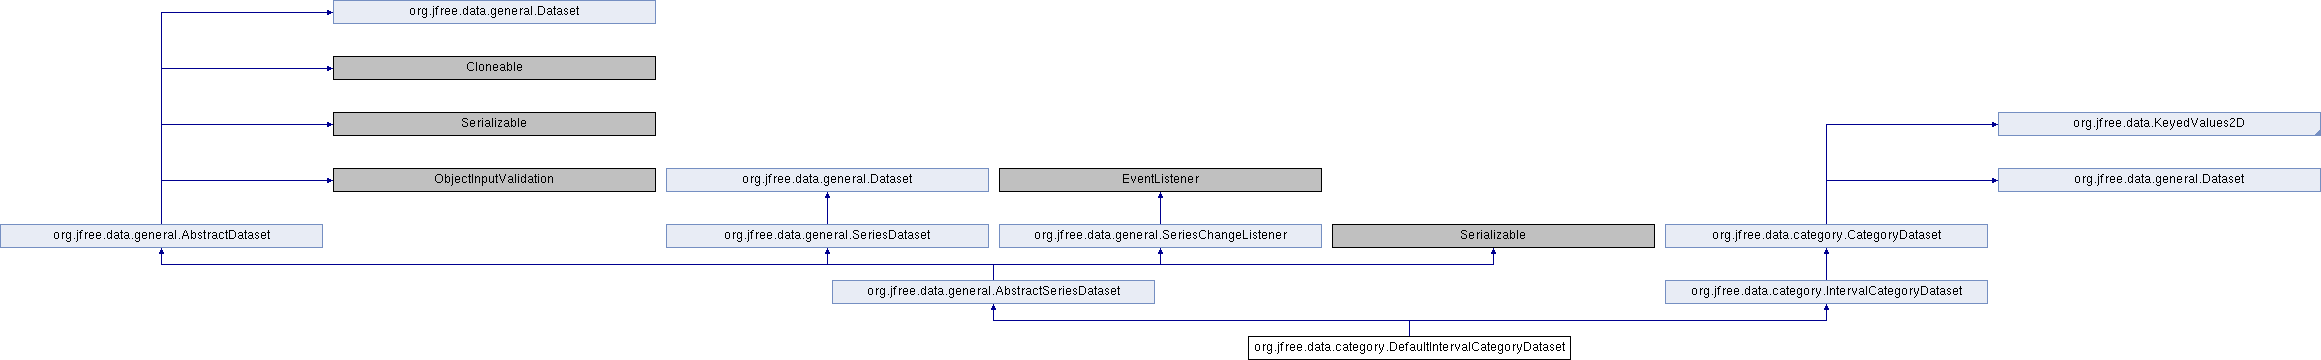 org.jfree.data.general.Dataset
Cloneable
Serializable
org.jfree.data.KeyedValues2D
ObjectInputValidation
org.jfree.data.general.Dataset
EventListener
org.jfree.data.general.Dataset
org.jfree.data.general.AbstractDataset
org.jfree.data.general.SeriesDataset
org.jfree.data.general.SeriesChangeListener
Serializable
org.jfree.data.category.CategoryDataset
org.jfree.data.general.AbstractSeriesDataset
org.jfree.data.category.IntervalCategoryDataset
org.jfree.data.category.DefaultIntervalCategoryDataset